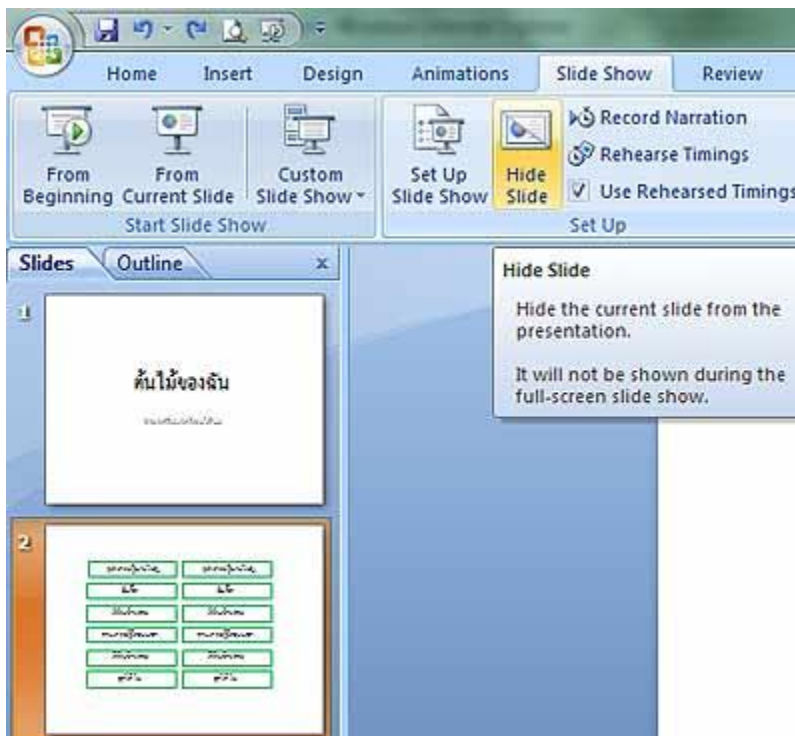 Home Insert Design Animations Slide Show Review
From Beginning
From Current Slide
Custom Slide Show
Start Slide Show
Set Up Slide Show
Hide Slide
Record Narration
Rehearse Timings
Use Rehearsed Timings
Set Up
Slides Outline x
Hide Slide
Hide the current slide from the
presentation.
It will not be shown during the
full-screen slide show.
1
ต้นไม้ของฉัน
2